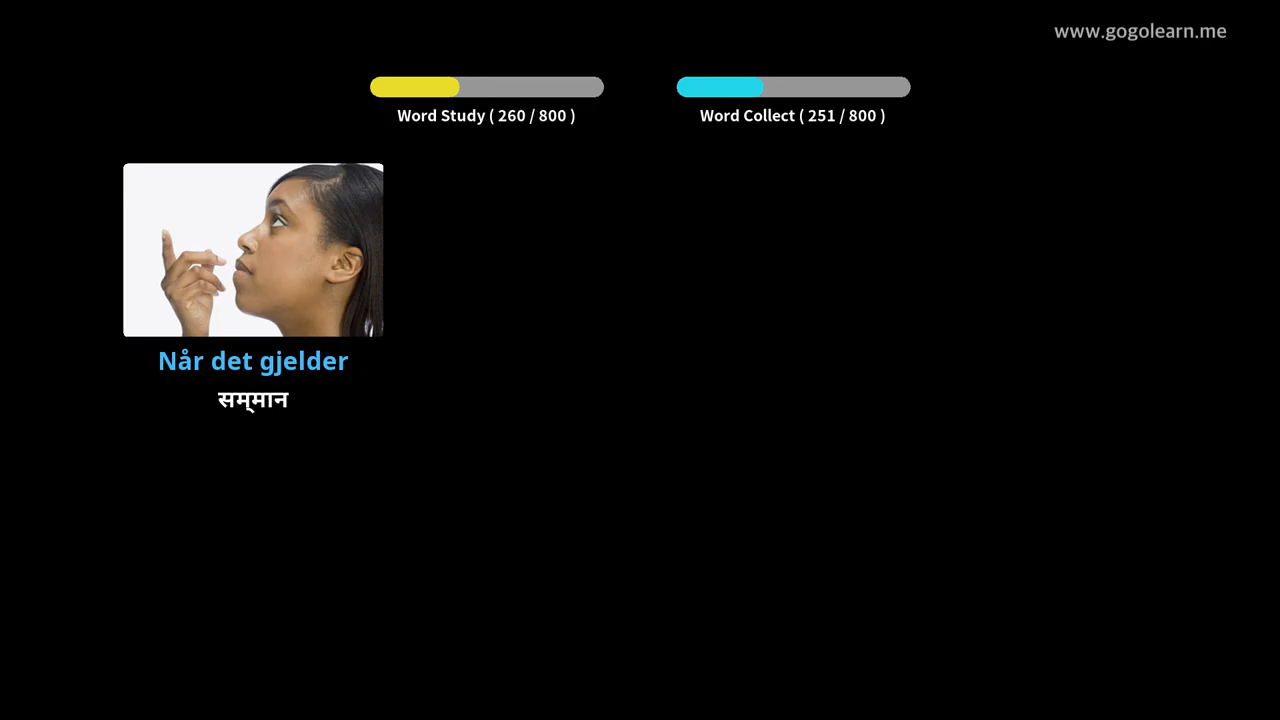 www.gogolearn.me
Word Study ( 260 / 800 )
Word Collect ( 251 / 800 )
Når det gjelder
सम्मान